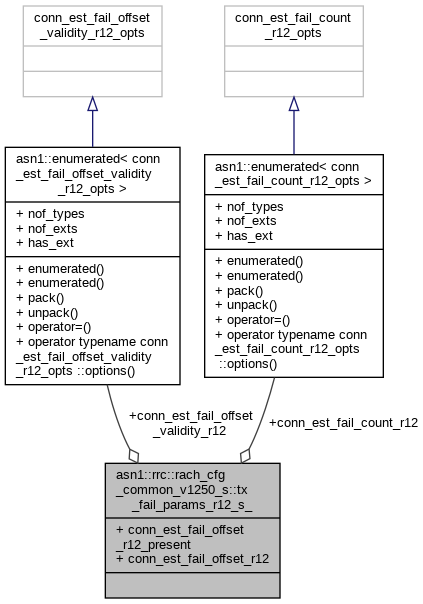 conn_est_fail_offset
_validity_r12_opts
conn_est_fail_count
_r12_opts
asn1::enumerated< conn
_est_fail_offset_validity
_r12_opts >
+ nof_types
+ nof_exts
+ has_ext
+ enumerated()
+ enumerated()
+ pack()
+ unpack()
+ operator=()
+ operator typename conn
_est_fail_offset_validity
_r12_opts ::options()
asn1::enumerated< conn
_est_fail_count_r12_opts >
+ nof_types
+ nof_exts
+ has_ext
+ enumerated()
+ enumerated()
+ pack()
+ unpack()
+ operator=()
+ operator typename conn
_est_fail_count_r12_opts
::options()
+conn_est_fail_offset
_validity_r12
+conn_est_fail_count_r12
asn1::rrc::rach_cfg
_common_v1250_s::tx
_fail_params_r12_s_
+ conn_est_fail_offset
_r12_present
+ conn_est_fail_offset_r12